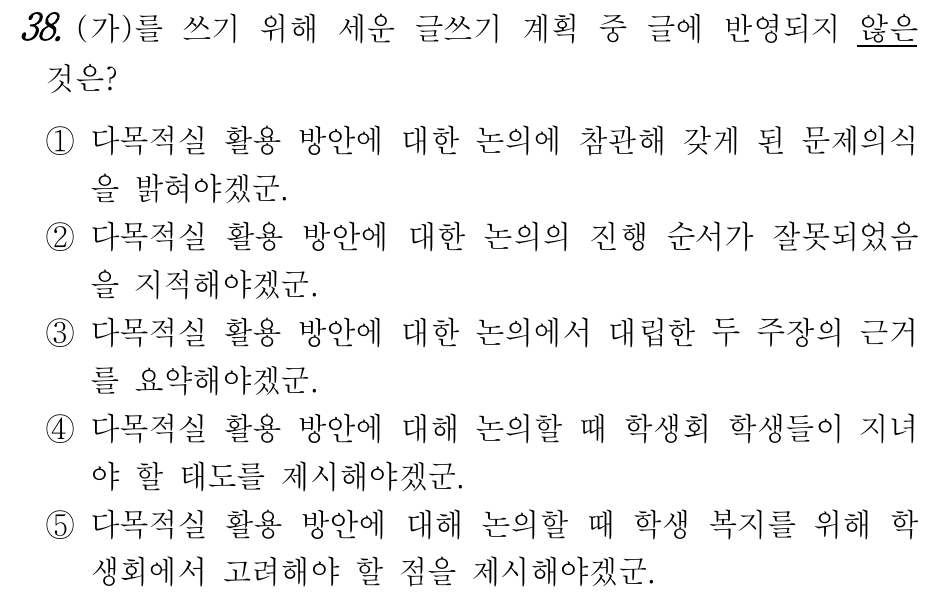 38. (가)를 쓰기 위해 세운 글쓰기 계획 중 글에 반영되지 않은
것은?
① 다목적실 활용 방안에 대한 논의에 참관해 갖게 된 문제의식
을 밝혀야겠군.
② 다목적실 활용 방안에 대한 논의의 진행 순서가 잘못되었음
을 지적해야겠군.
③ 다목적실 활용 방안에 대한 논의에서 대립한 두 주장의 근거
를 요약해야겠군.
④ 다목적실 활용 방안에 대해 논의할 때 학생회 학생들이 지녀
야 할 태도를 제시해야겠군.
⑤ 다목적실 활용 방안에 대해 논의할 때 학생 복지를 위해 학
생회에서 고려해야 할 점을 제시해야겠군.